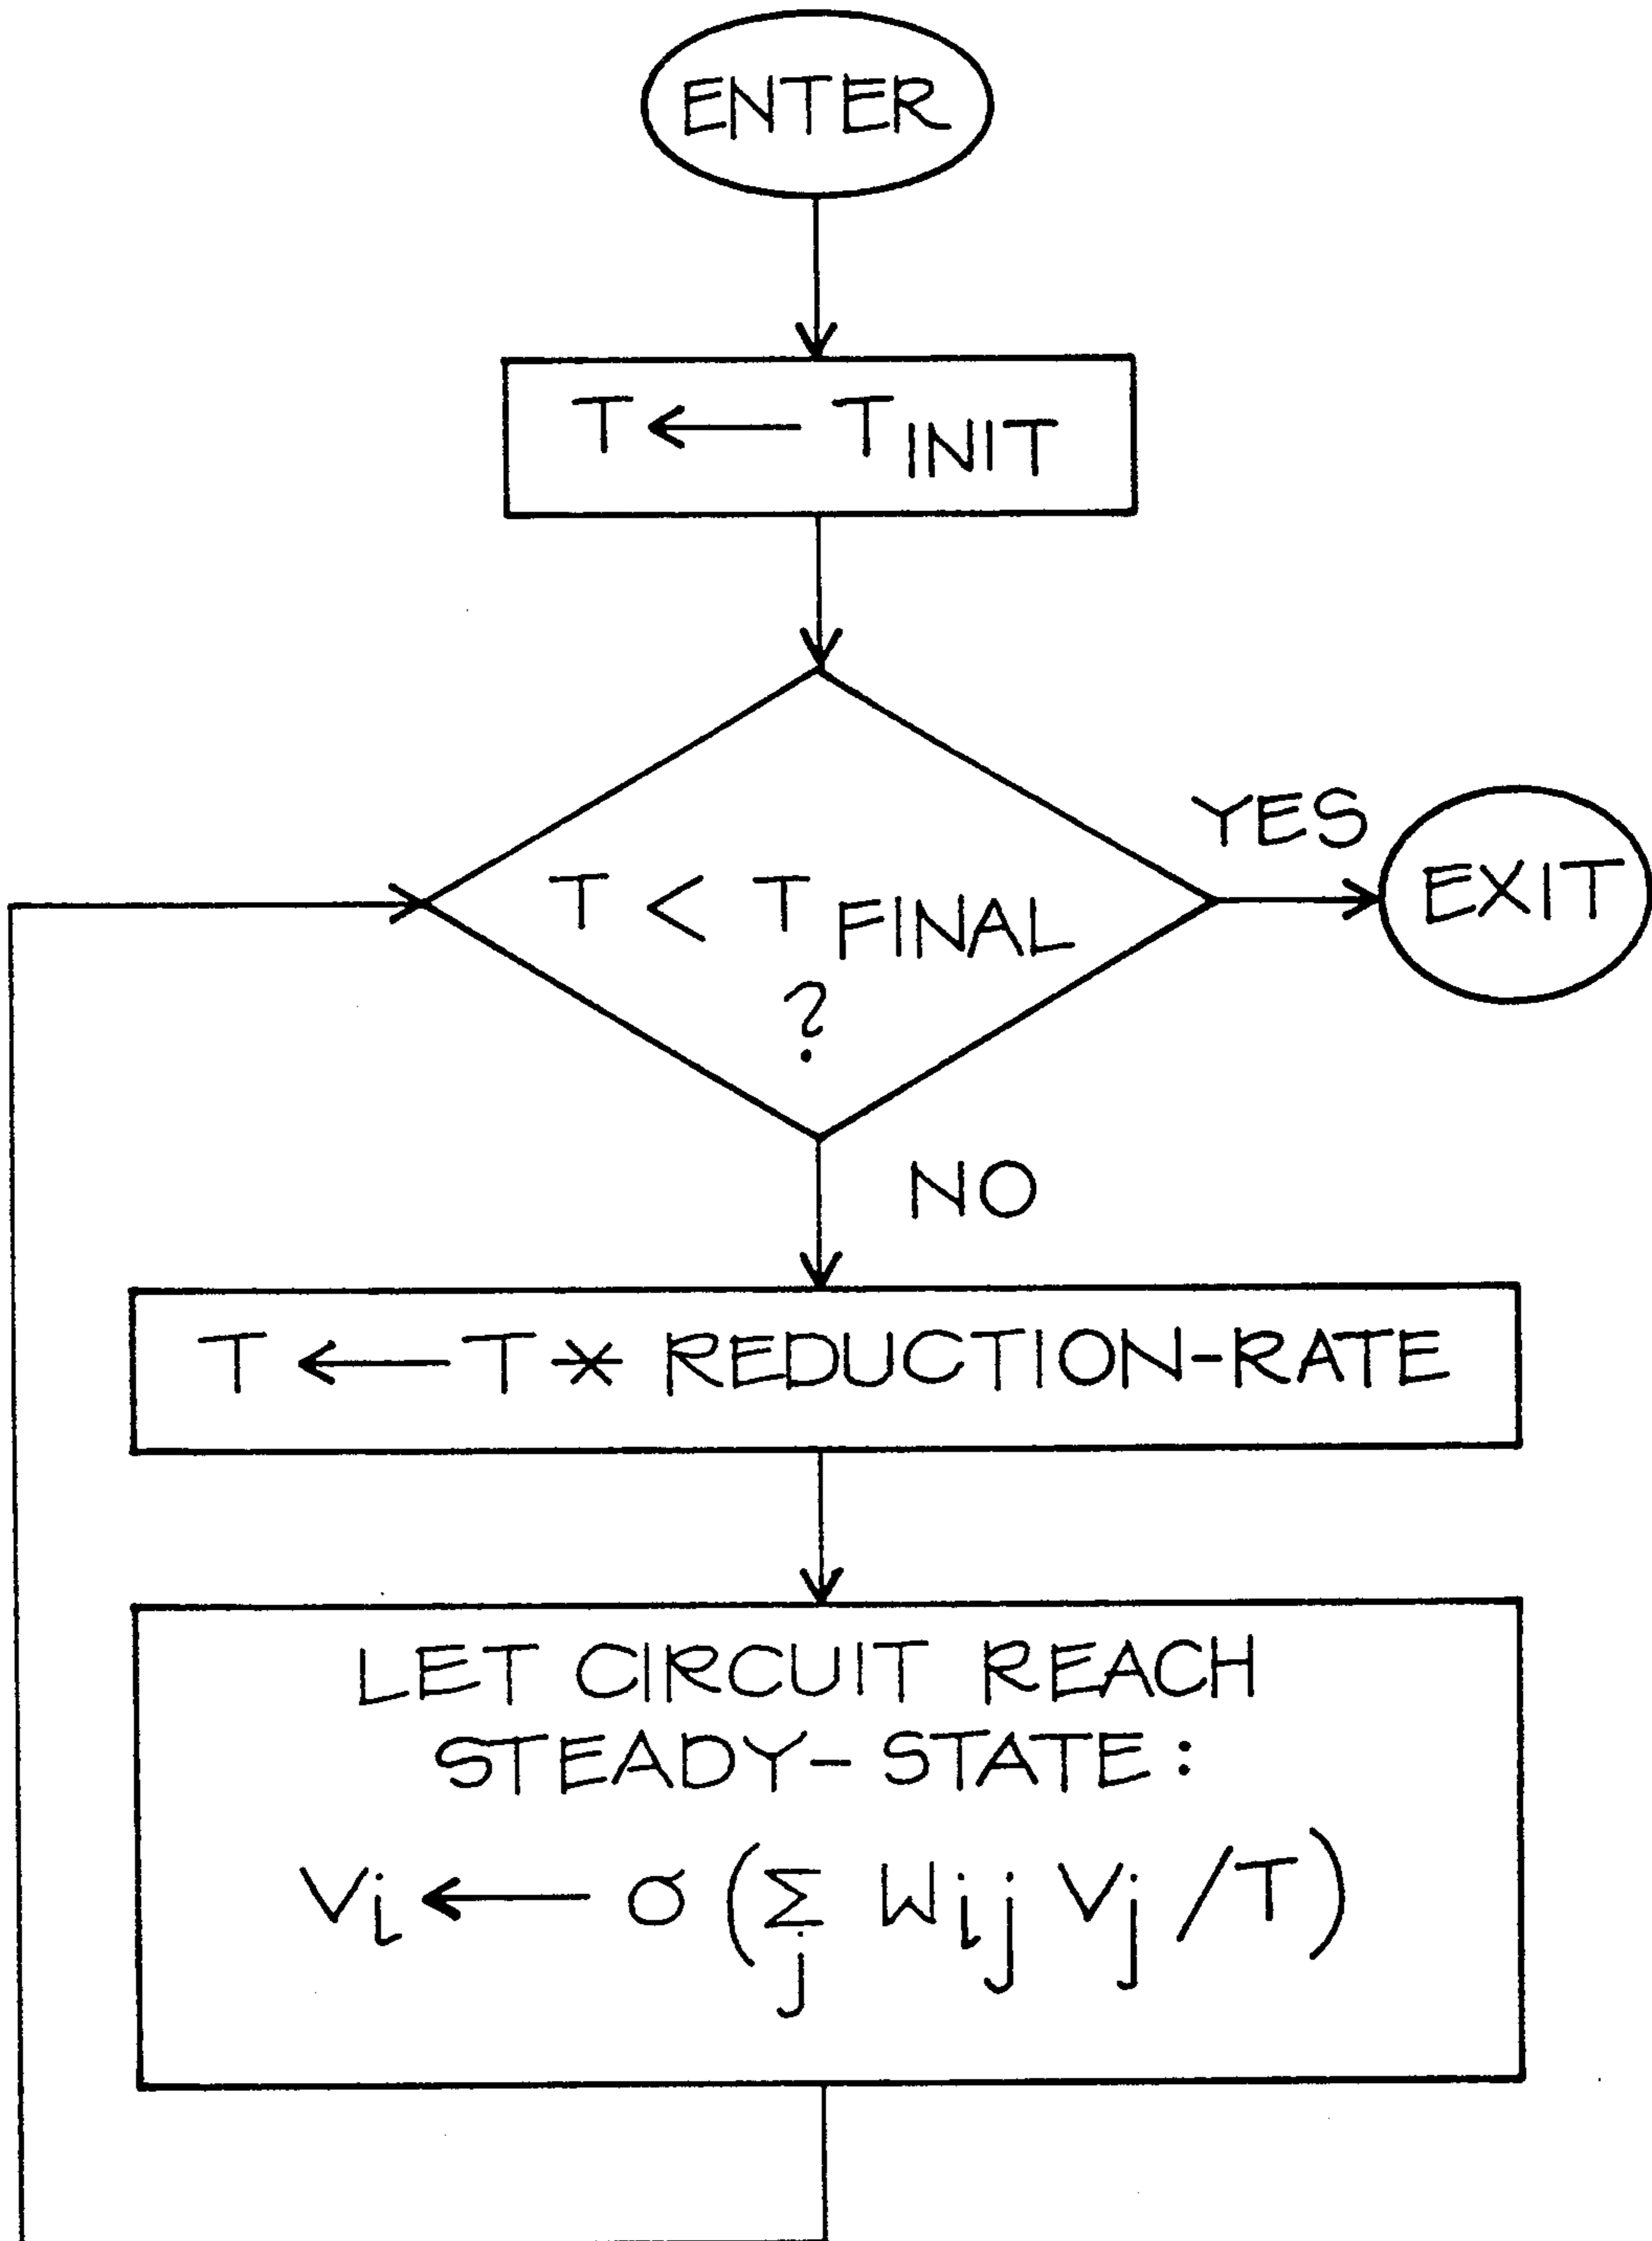 ENTER
T ← T INIT
T < T FINAL
?
YES
EXIT
NO
T ← T * REDUCTION-RATE
LET CIRCUIT REACH
STEADY-STATE:
Vi ← σ (Σj Wij Vj /T)